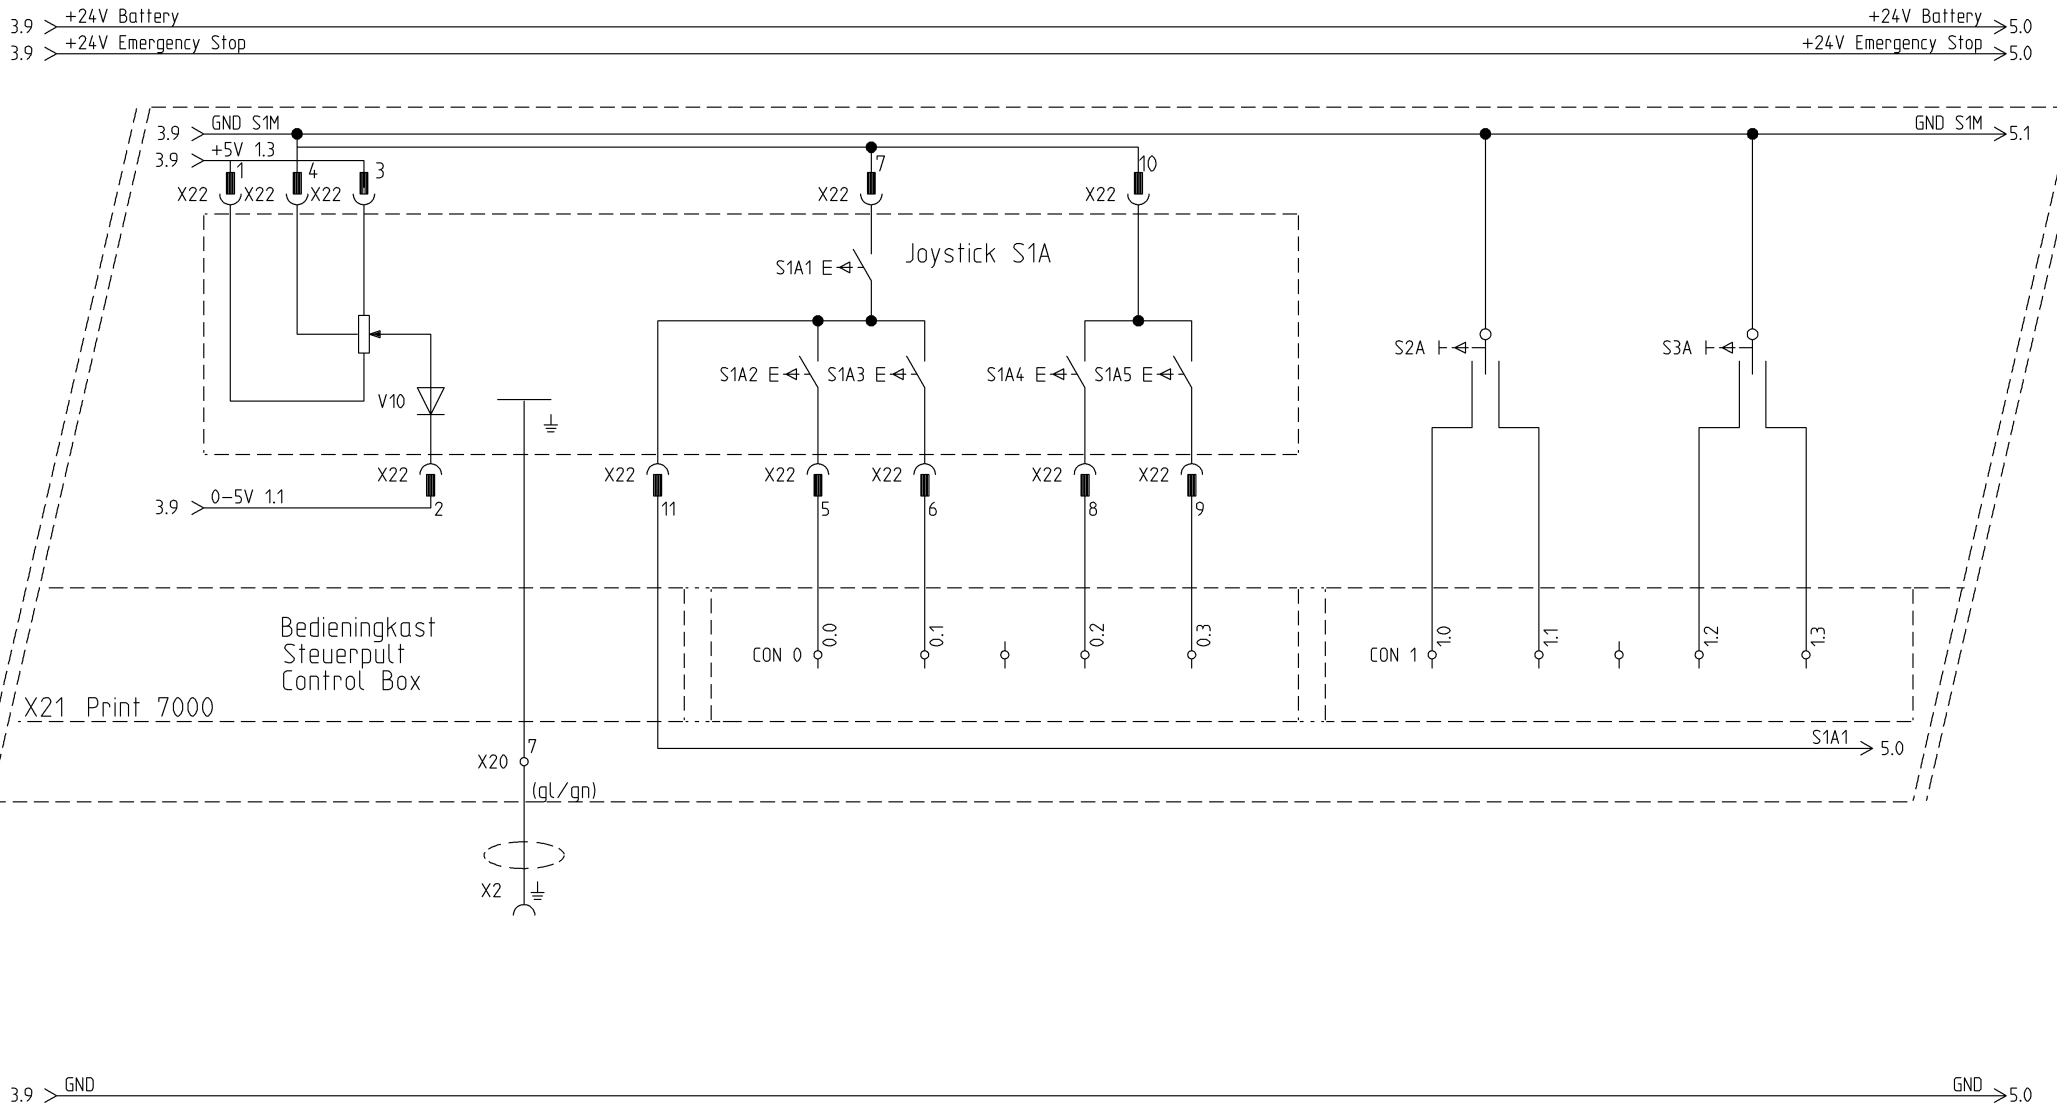 +24V Battery +24V Battery
3.9 5.0
+24V Emergency Stop +24V Emergency Stop
3.9 5.0
GND S1M GND S1M
3.9 5.1
+5V 1.3
3.9
1 4 3 7 10
X22 X22 X22 X22 X22
Joystick S1A
S1A1
S2A S3A
S1A2 S1A3 S1A4 S1A5
V10
X22 X22 X22 X22 X22 X22
0-5V 1.1
3.9
2 11 5 6 8 9
Bedieningkast
Steuerpult
Control Box
0.0 0.1 0.2 0.3 1.0 1.1 1.2 1.3
CON 0 CON 1
X21 Print 7000
S1A1
5.0
7
X20
(gl/gn)
X2
GND GND
3.9 5.0